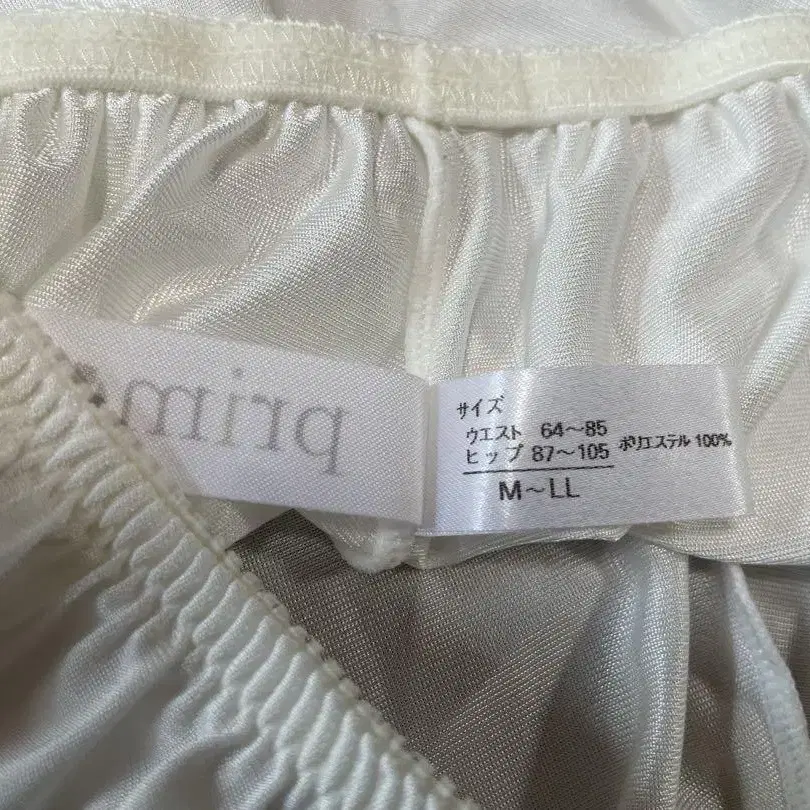 prim
サイズ
ウエスト 64～85
ヒップ 87～105
ポリエステル 100%
M～LL